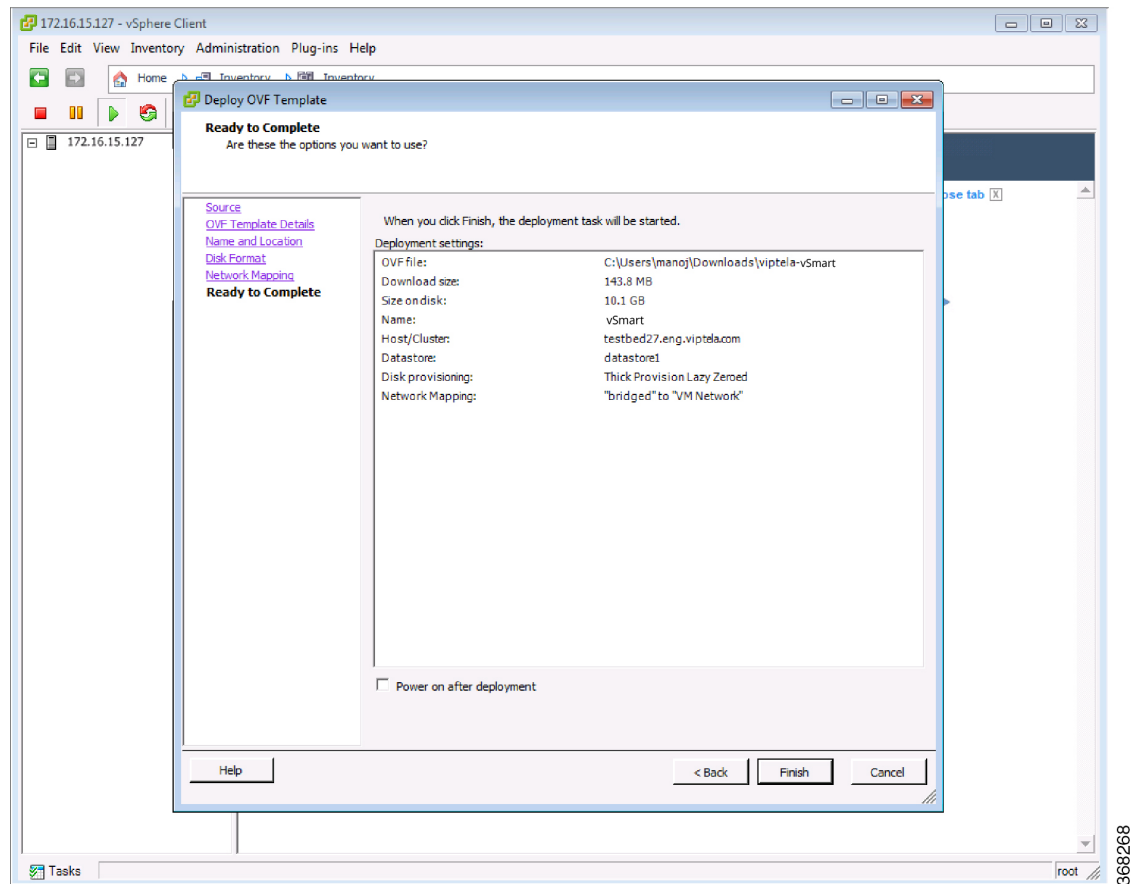 172.16.15.127 - vSphere Client
File Edit View Inventory Administration Plug-ins Help
Home Inventory Inventory
Deploy OVF Template
Ready to Complete
Are these the options you want to use?
172.16.15.127
ose tab X
Source
OVF Template Details
Name and Location
Disk Format
Network Mapping
Ready to Complete
When you click Finish, the deployment task will be started.
Deployment settings:
OVF file: C:\Users\manoj\Downloads\viptela-vSmart
Download size: 143.8 MB
Size on disk: 10.1 GB
Name: vSmart
Host/Cluster: testbed27.eng.viptela.com
Datastore: datastore1
Disk provisioning: Thick Provision Lazy Zeroed
Network Mapping: "bridged" to "VM Network"
Power on after deployment
Help < Back Finish Cancel
Tasks root
368268